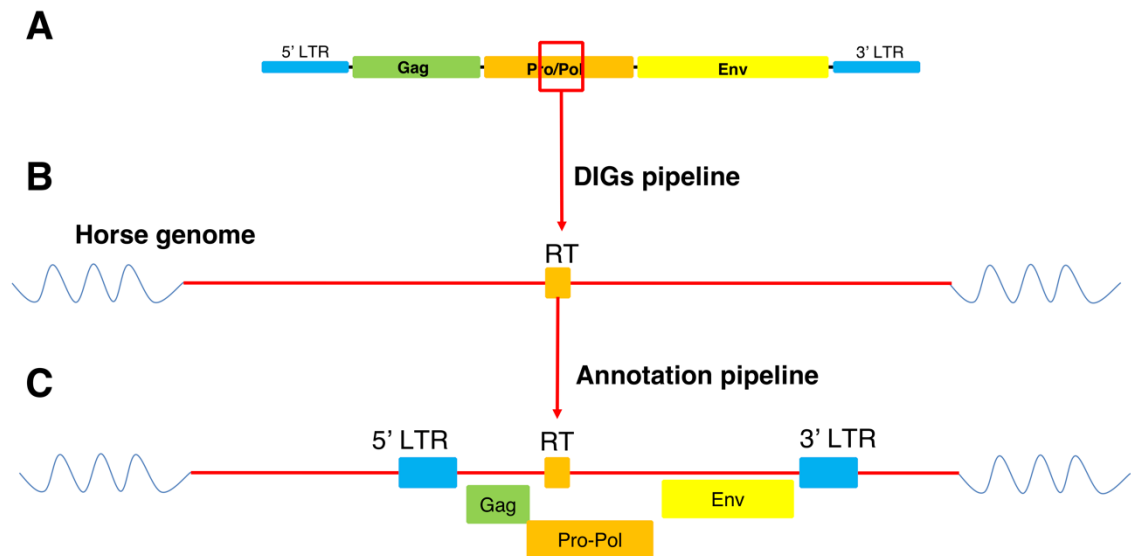 A
5' LTR
3' LTR
Gag
Pro/Pol
Env
DIGs pipeline
B
Horse genome
RT
Annotation pipeline
C
5' LTR
RT
3' LTR
Gag
Env
Pro-Pol